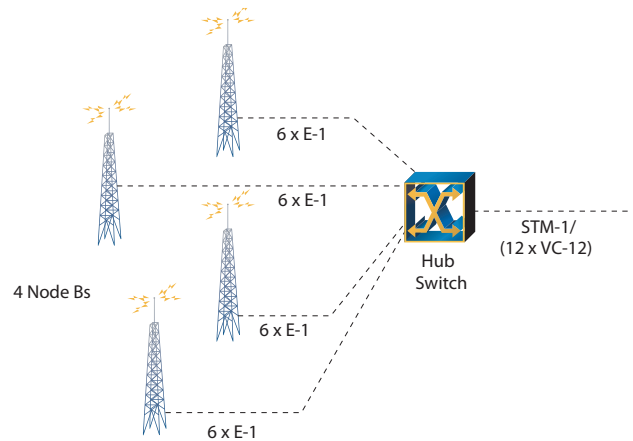 6 x E-1
6 x E-1
STM-1/
(12 x VC-12)
Hub
Switch
4 Node Bs
6 x E-1
6 x E-1